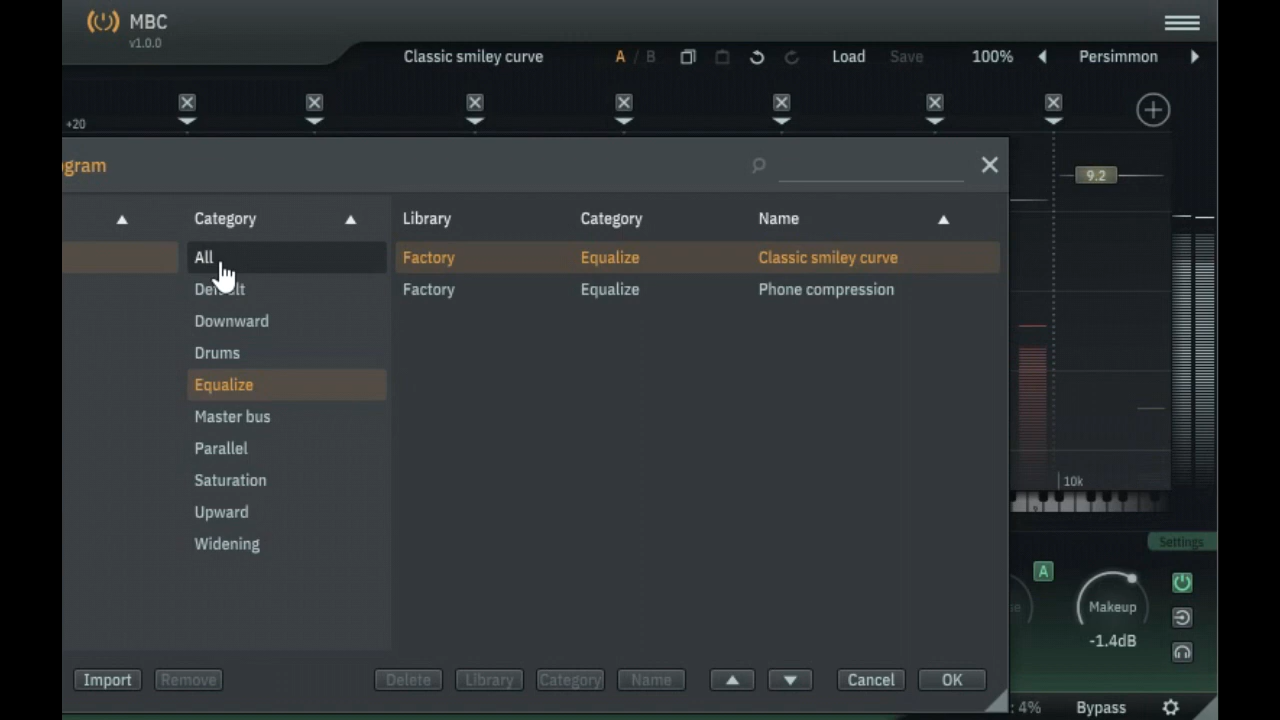 MBC
v1.0.0
Classic smiley curve A / B Load Save 100% Persimmon
+20
gram
9.2
Category Library Category Name
All Factory Equalize Classic smiley curve
Default Factory Equalize Phone compression
Downward
Drums
Equalize
Master bus
Parallel
Saturation
10k
Upward
Widening
Settings
A
Makeup
-1.4dB
Import Remove Delete Library Category Name Cancel OK
: 4% Bypass